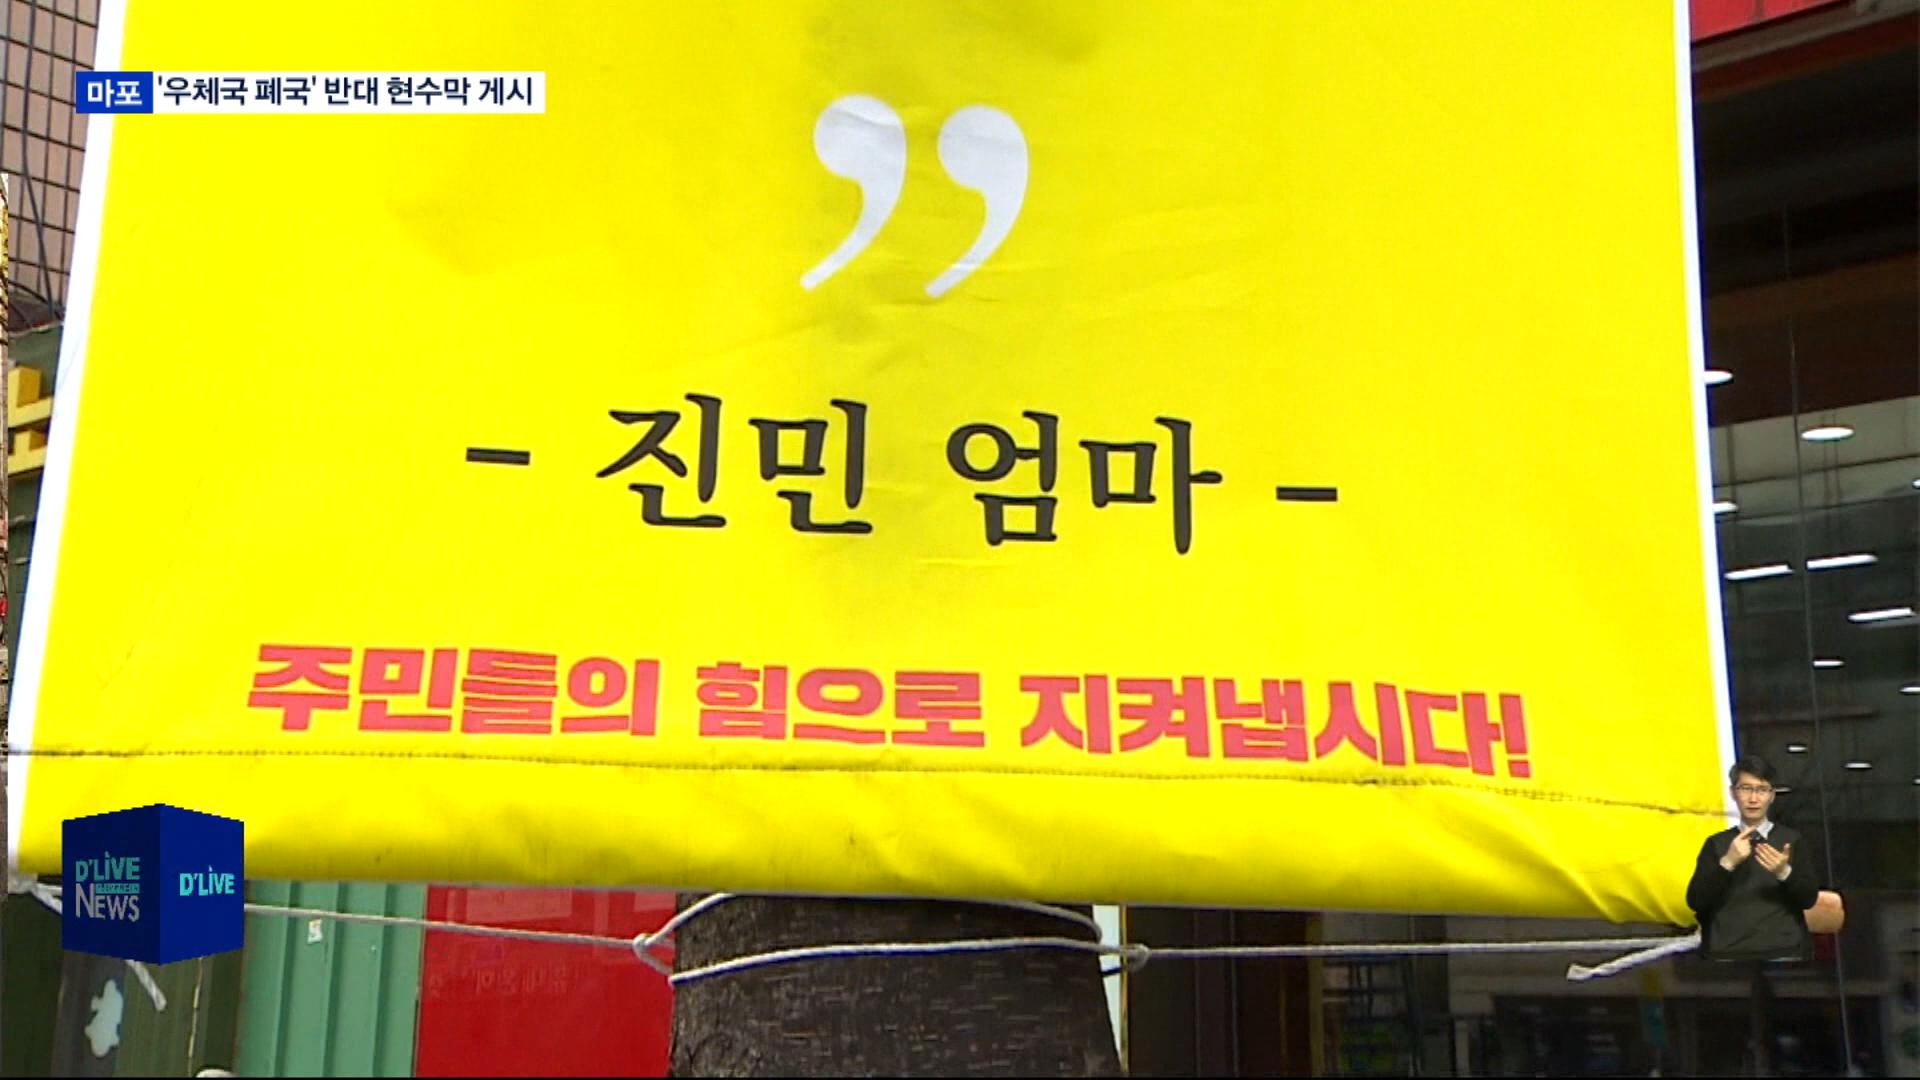 마포 '우체국 폐국' 반대 현수막 게시
”
- 진민 엄마 -
주민들의 힘으로 지켜냅시다!
D'LIVE
NEWS
D'LIVE